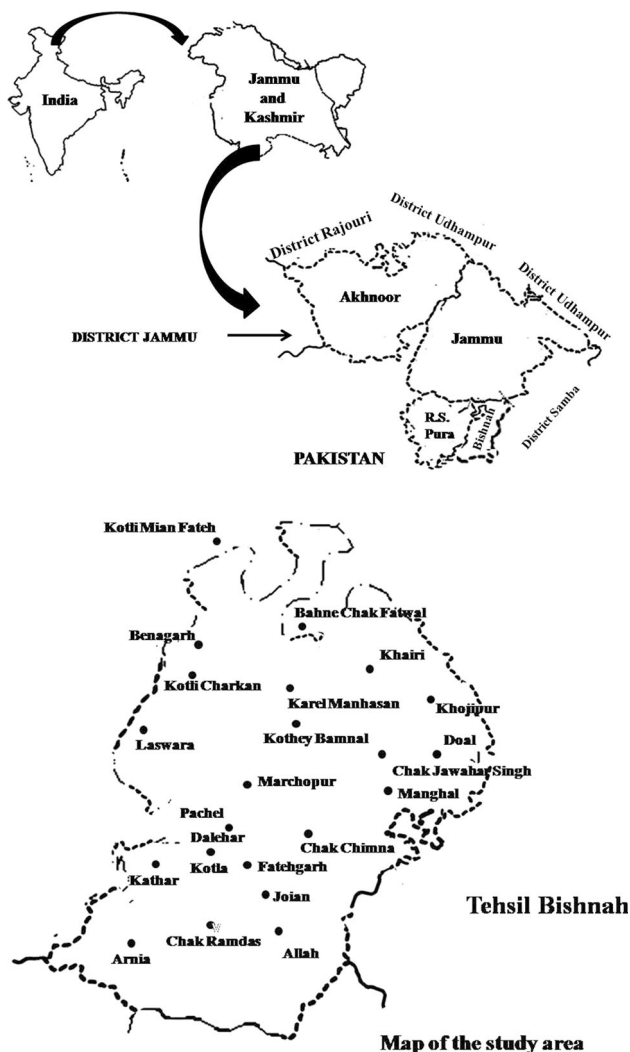 India
Jammu
and
Kashmir
District Rajouri
District Udhampur
District Udhampur
Akhnoor
DISTRICT JAMMU
Jammu
District Samba
R.S.
Pura
Bishnah
PAKISTAN
Kotli Mian Fateh
Bahne Chak Fatwal
Benagarh
Khairi
Kotli Charkan
Karel Manhasan
Khojipur
Laswara
Kothey Bamnal
Doal
Chak Jawahar Singh
Marchopur
Manghal
Pachel
Dalehar
Chak Chimna
Kathar
Kotla
Fatehgarh
Joian
Tehsil Bishnah
Chak Ramdas
Arnia
Allah
Map of the study area